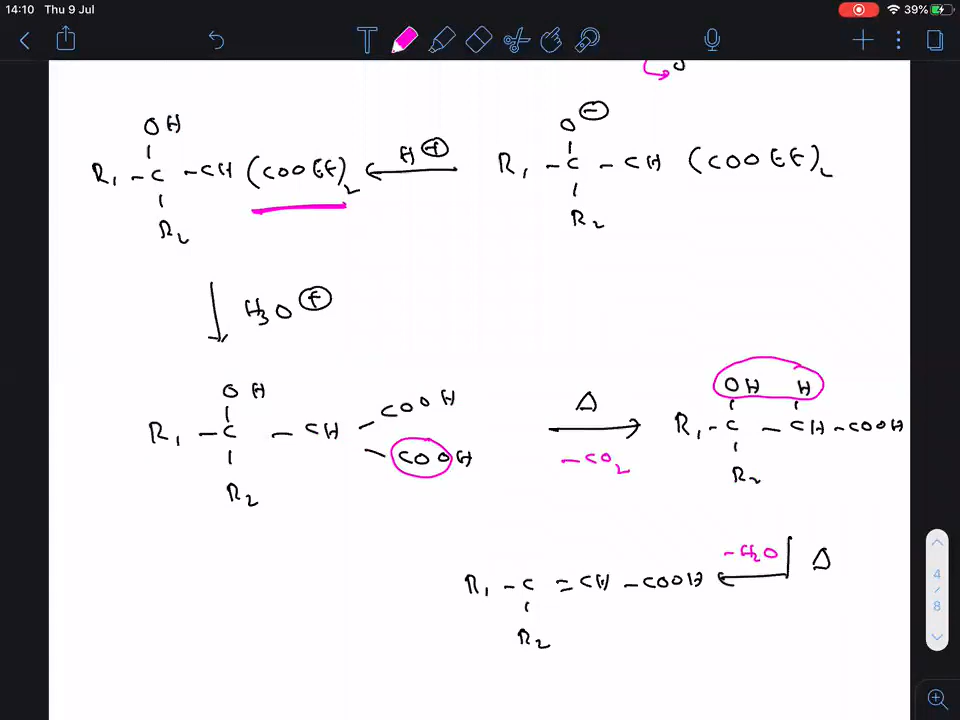 14:10 Thu 9 Jul
39%
T
OH
R₁ - C - CH (COOEt)₂
R₂
H⊕
O⊖
R₁ - C - CH (COOEt)₂
R₂
H₃O⊕
OH
R₁ - C - CH
COOH
COOH
R₂
Δ
-CO₂
OH H
R₁ - C - CH - COOH
R₂
-H₂O
Δ
R₁ - C = CH - COOH
R₂
4
/
8